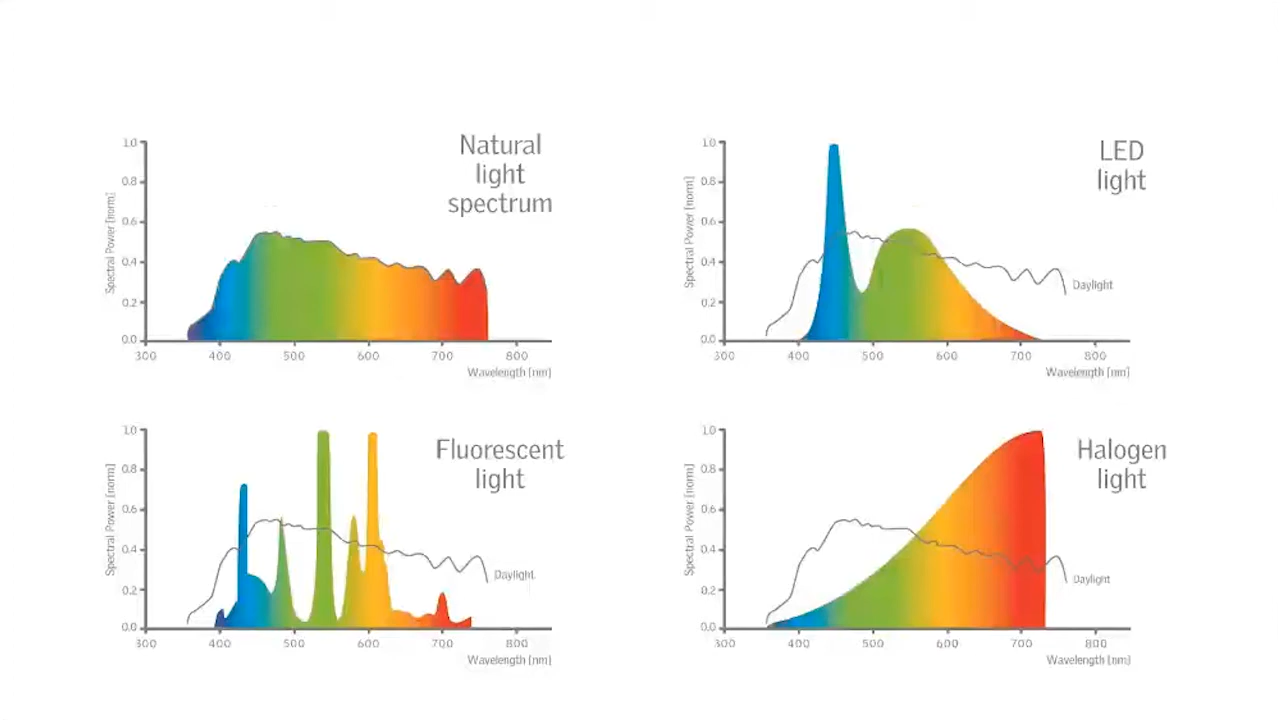 Natural
light
spectrum
1.0
0.8
0.6
0.4
0.2
0.0
Spectral Power [norm]
300 400 500 600 700 800
Wavelength [nm]
LED
light
1.0
0.8
0.6
0.4
0.2
0.0
Spectral Power [norm]
Daylight
300 400 500 600 700 800
Wavelength [nm]
Fluorescent
light
1.0
0.8
0.6
0.4
0.2
0.0
Spectral Power [norm]
Daylight
300 400 500 600 700 800
Wavelength [nm]
Halogen
light
1.0
0.8
0.6
0.4
0.2
0.0
Spectral Power [norm]
Daylight
300 400 500 600 700 800
Wavelength [nm]